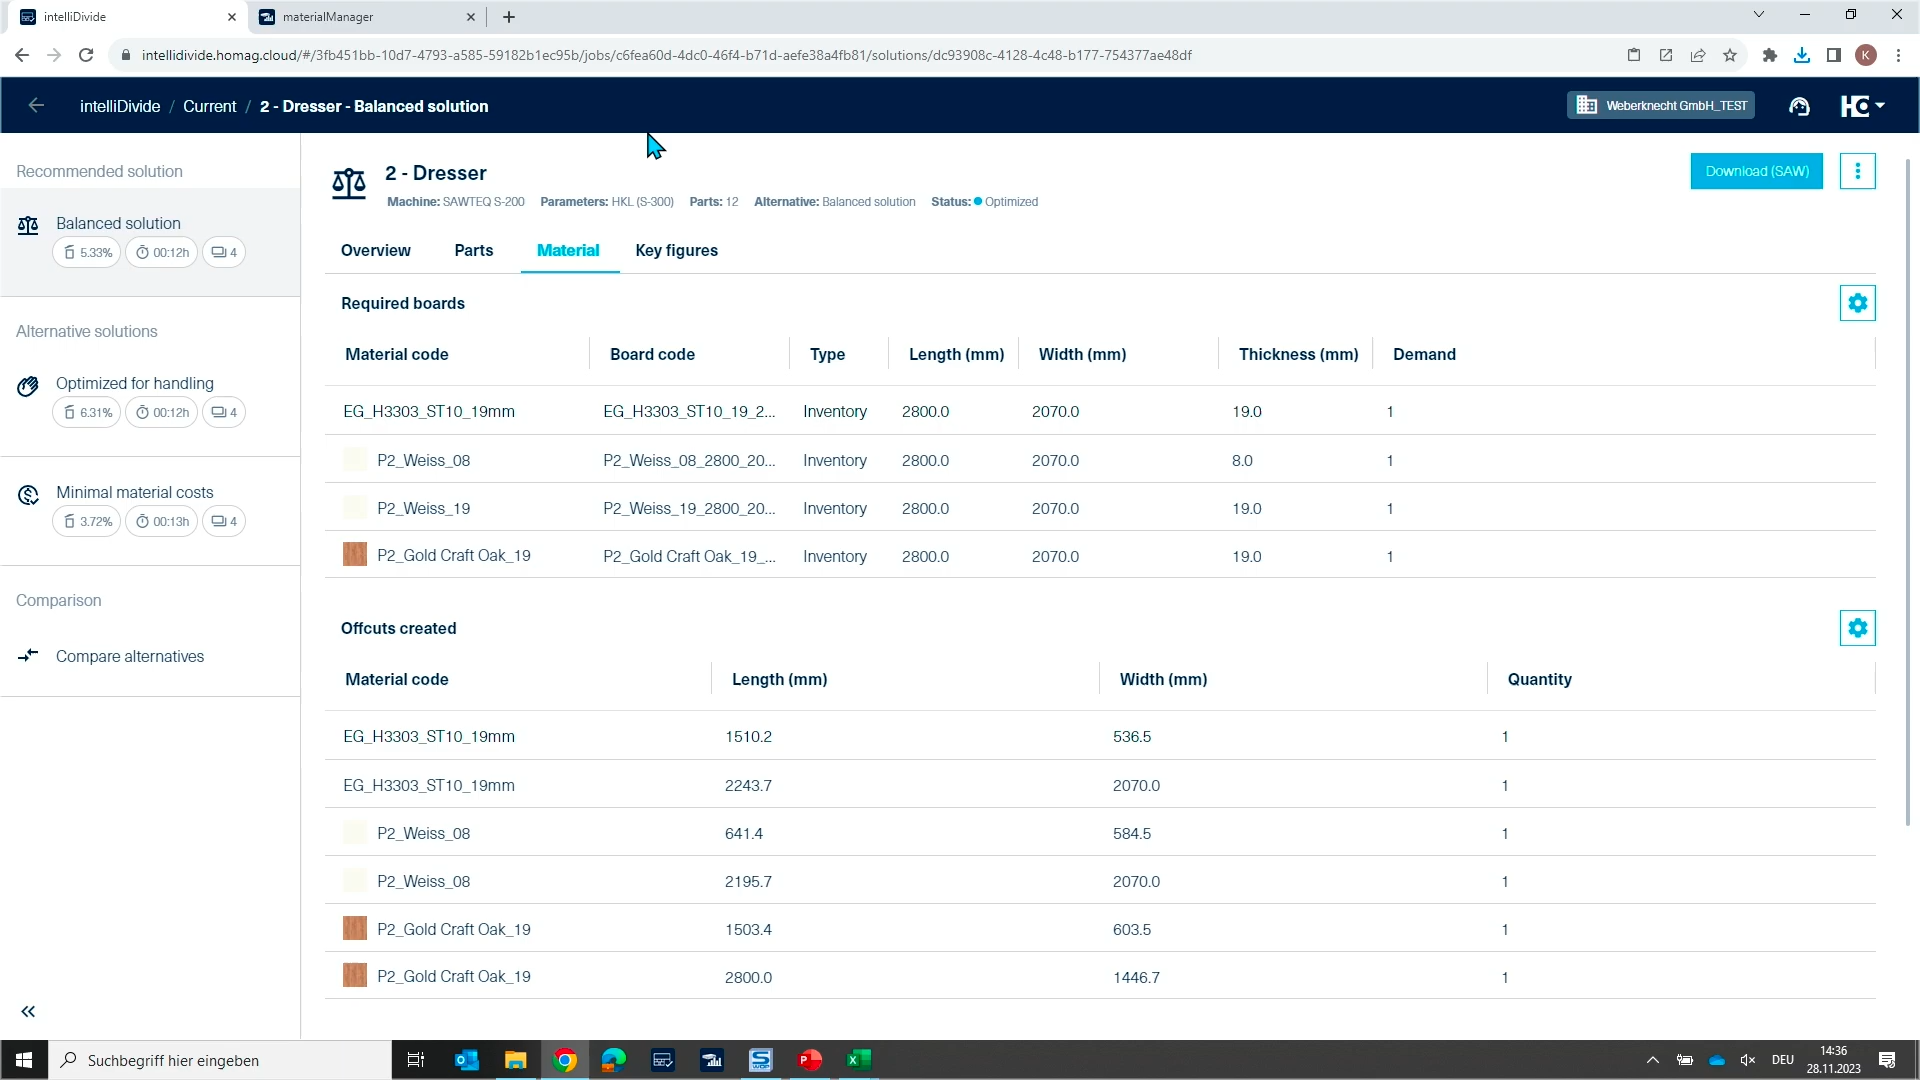 intelliDivide
materialManager
intellidivide.homag.cloud/#/3fb451bb-10d7-4793-a585-59182b1ec95b/jobs/c6fea60d-4dc0-46f4-b71d-aefe38a4fb81/solutions/dc93908c-4128-4c48-b177-754377ae48df
K
intelliDivide / Current / 2 - Dresser - Balanced solution
Weberknecht GmbH_TEST
Recommended solution
Balanced solution
5.33% 00:12h 4
Alternative solutions
Optimized for handling
6.31% 00:12h 4
Minimal material costs
3.72% 00:13h 4
Comparison
Compare alternatives
2 - Dresser
Machine: SAWTEQ S-200 Parameters: HKL (S-300) Parts: 12 Alternative: Balanced solution Status: Optimized
Download (SAW)
Overview Parts Material Key figures
Required boards
Material code Board code Type Length (mm) Width (mm) Thickness (mm) Demand
EG_H3303_ST10_19mm EG_H3303_ST10_19_2... Inventory 2800.0 2070.0 19.0 1
P2_Weiss_08 P2_Weiss_08_2800_20... Inventory 2800.0 2070.0 8.0 1
P2_Weiss_19 P2_Weiss_19_2800_20... Inventory 2800.0 2070.0 19.0 1
P2_Gold Craft Oak_19 P2_Gold Craft Oak_19_... Inventory 2800.0 2070.0 19.0 1
Offcuts created
Material code Length (mm) Width (mm) Quantity
EG_H3303_ST10_19mm 1510.2 536.5 1
EG_H3303_ST10_19mm 2243.7 2070.0 1
P2_Weiss_08 641.4 584.5 1
P2_Weiss_08 2195.7 2070.0 1
P2_Gold Craft Oak_19 1503.4 603.5 1
P2_Gold Craft Oak_19 2800.0 1446.7 1
Suchbegriff hier eingeben
DEU
14:36
28.11.2023